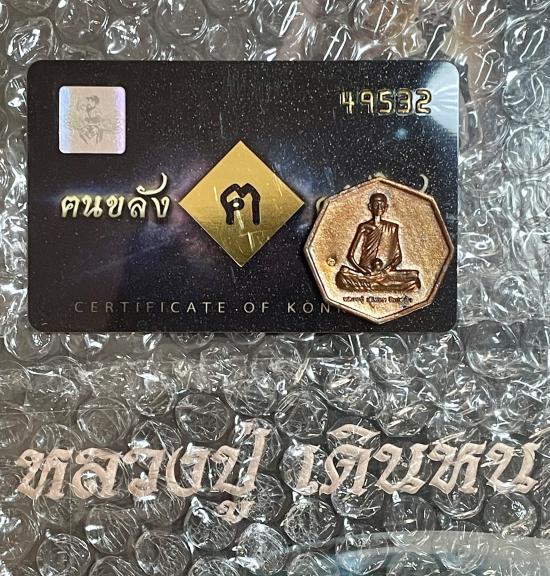 49532
ฅนขลัง ฅ
CERTIFICATE OF KON
หลวงปู่ เดินหน